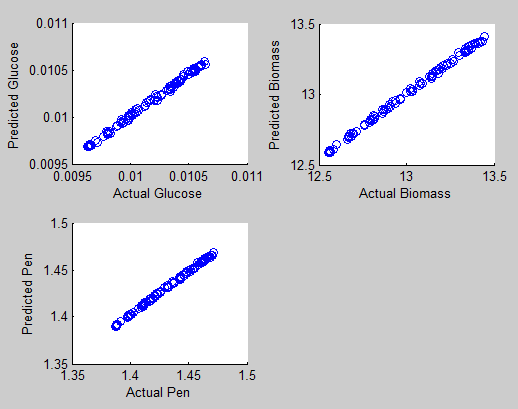 0.011
0.0105
0.01
0.0095
0.0095 0.01 0.0105 0.011
Predicted Glucose
Actual Glucose
13.5
13
12.5
12.5 13 13.5
Predicted Biomass
Actual Biomass
1.5
1.45
1.4
1.35
1.35 1.4 1.45 1.5
Predicted Pen
Actual Pen